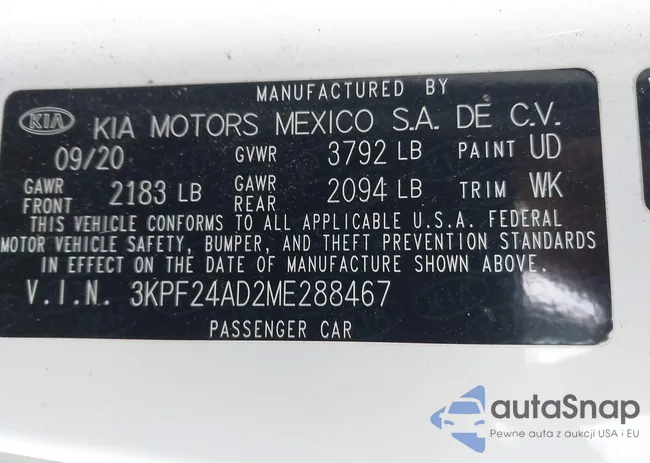 MANUFACTURED BY
KIA KIA MOTORS MEXICO S.A. DE C.V.
09/20 GVWR 3792 LB PAINT UD
GAWR FRONT 2183 LB GAWR REAR 2094 LB TRIM WK
THIS VEHICLE CONFORMS TO ALL APPLICABLE U.S.A. FEDERAL
MOTOR VEHICLE SAFETY, BUMPER, AND THEFT PREVENTION STANDARDS
IN EFFECT ON THE DATE OF MANUFACTURE SHOWN ABOVE.
V.I.N. 3KPF24AD2ME288467
PASSENGER CAR
autoSnap
Pewne auta z aukcji USA i EU